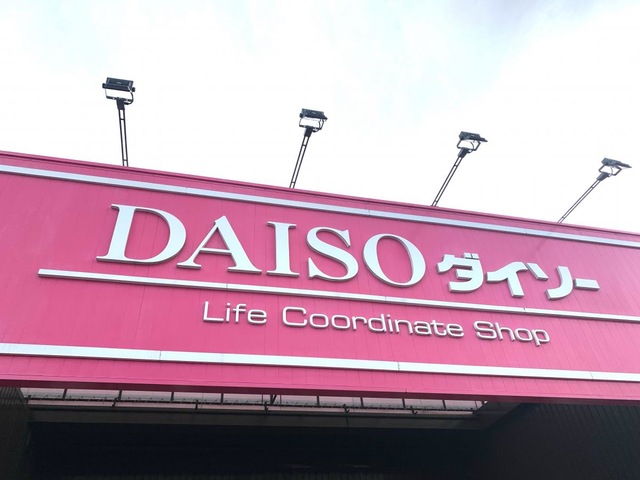 DAISO ダイソー
Life Coordinate Shop